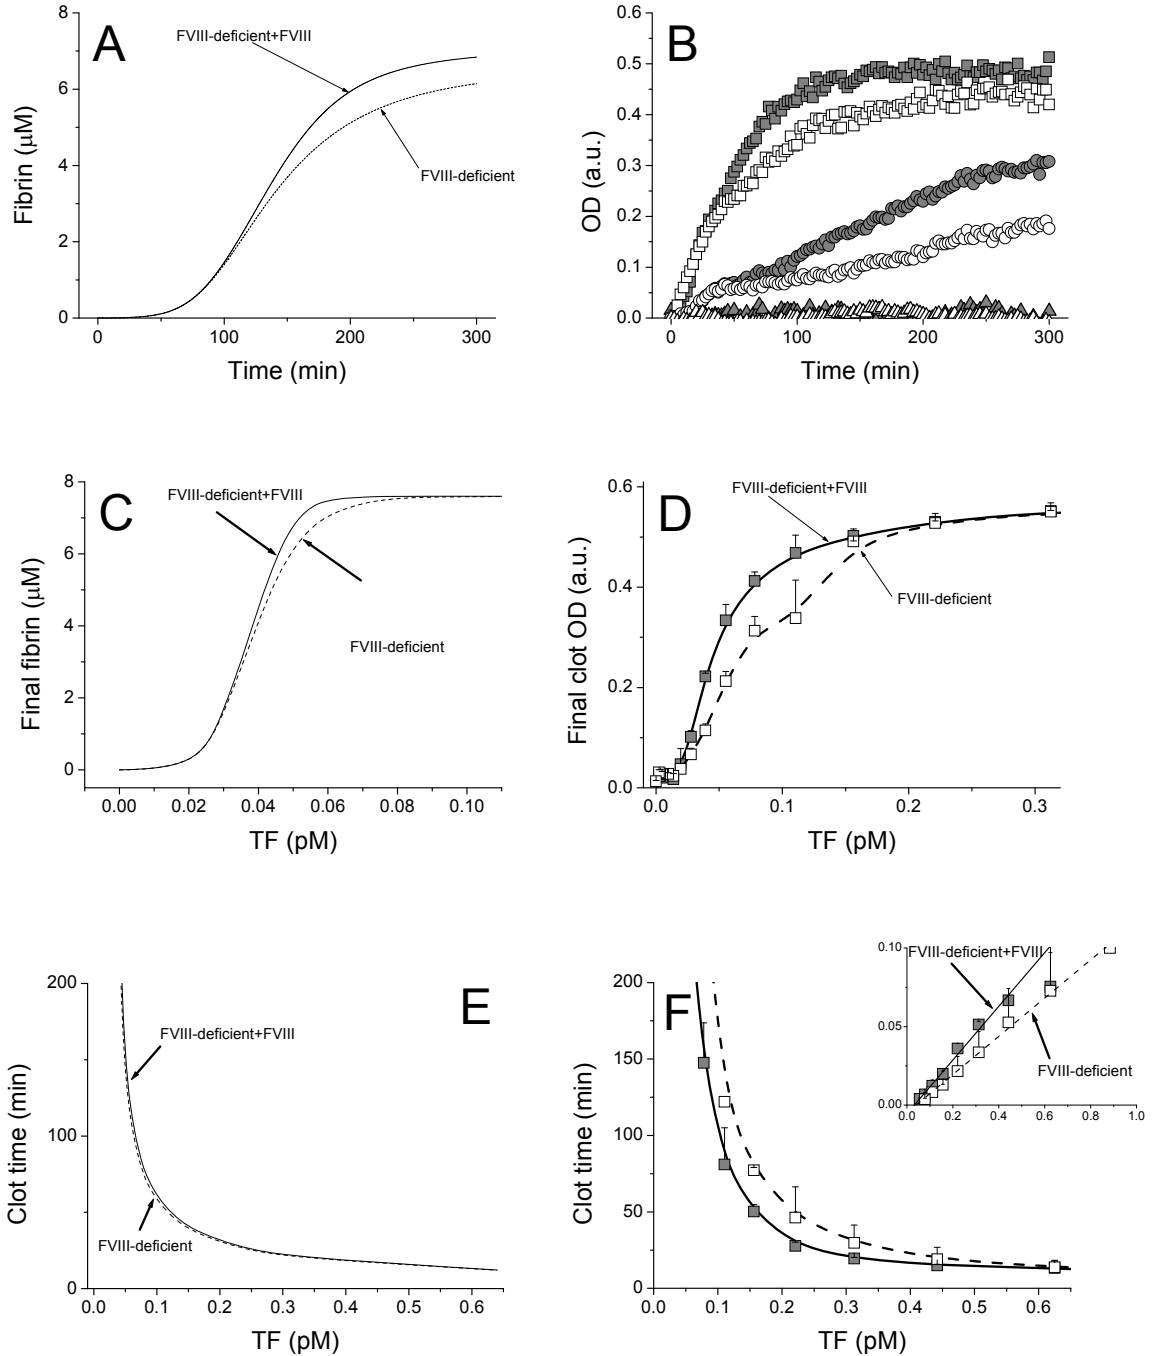 A
FVIII-deficient+FVIII
FVIII-deficient
8
6
4
2
0
0
100
200
300
Fibrin (μM)
Time (min)
B
0.6
0.5
0.4
0.3
0.2
0.1
0.0
0
100
200
300
OD (a.u.)
Time (min)
C
FVIII-deficient+FVIII
FVIII-deficient
8
6
4
2
0
0.00
0.02
0.04
0.06
0.08
0.10
Final fibrin (μM)
TF (pM)
D
FVIII-deficient+FVIII
FVIII-deficient
0.6
0.4
0.2
0.0
0.0
0.1
0.2
0.3
Final clot OD (a.u.)
TF (pM)
E
FVIII-deficient+FVIII
FVIII-deficient
200
100
0
0.0
0.1
0.2
0.3
0.4
0.5
0.6
Clot time (min)
TF (pM)
F
200
150
100
50
0
0.0
0.1
0.2
0.3
0.4
0.5
0.6
Clot time (min)
TF (pM)
0.10
0.05
0.00
0.0
0.2
0.4
0.6
0.8
1.0
FVIII-deficient+FVIII
FVIII-deficient